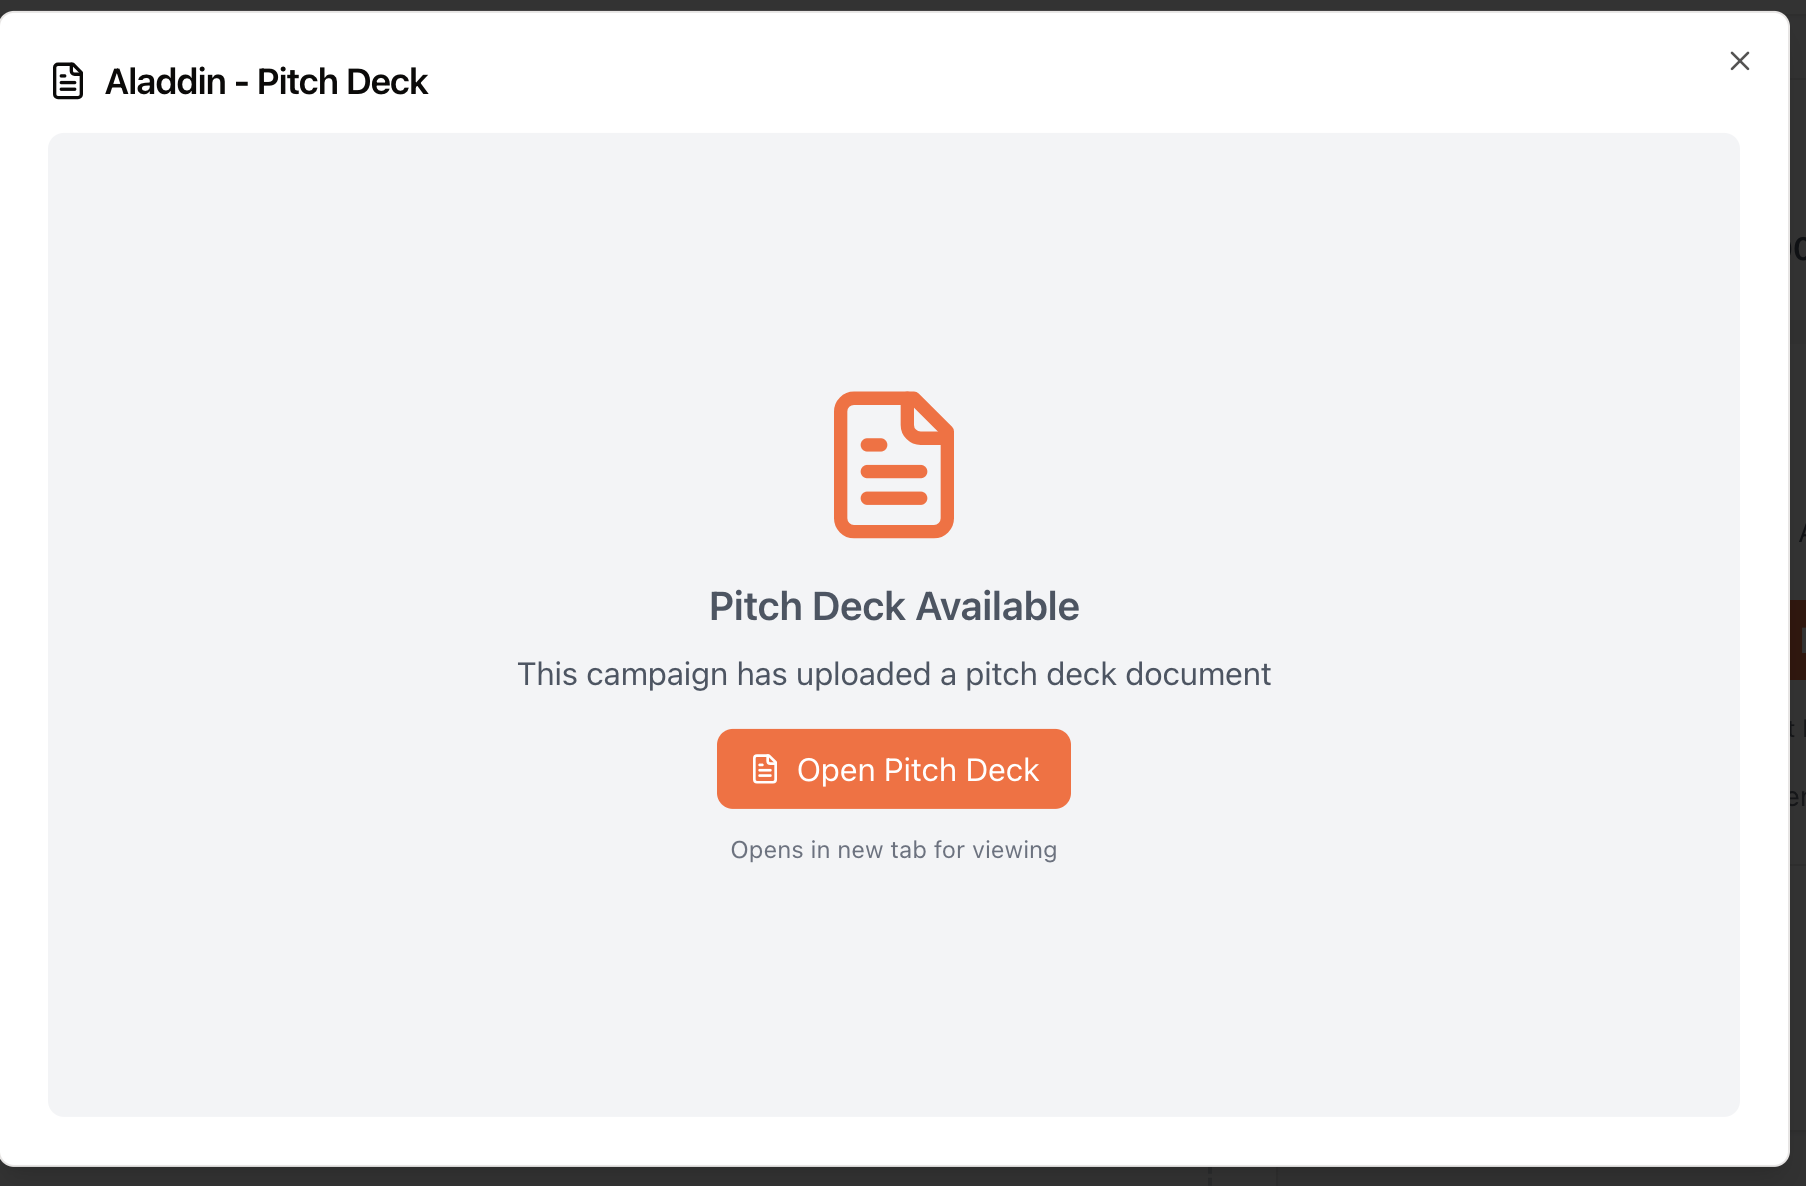 Aladdin - Pitch Deck
Pitch Deck Available
This campaign has uploaded a pitch deck document
Open Pitch Deck
Opens in new tab for viewing